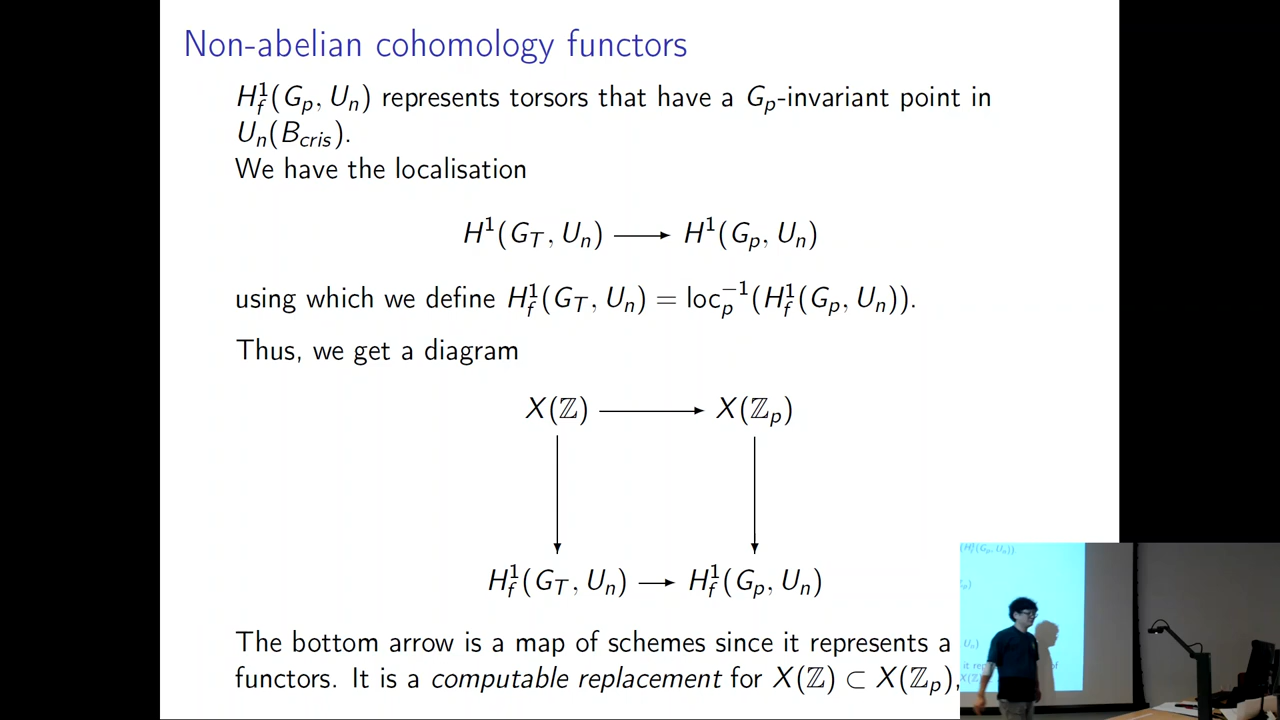 Non-abelian cohomology functors
H^1_f(G_p, U_n) represents torsors that have a G_p-invariant point in
U_n(B_cris).
We have the localisation
H^1(G_T, U_n) ⟶ H^1(G_p, U_n)
using which we define H^1_f(G_T, U_n) = loc_p^{-1}(H^1_f(G_p, U_n)).
Thus, we get a diagram
X(ℤ) ⟶ X(ℤ_p)
H^1_f(G_T, U_n) ⟶ H^1_f(G_p, U_n)
The bottom arrow is a map of schemes since it represents a
functors. It is a computable replacement for X(ℤ) ⊂ X(ℤ_p),